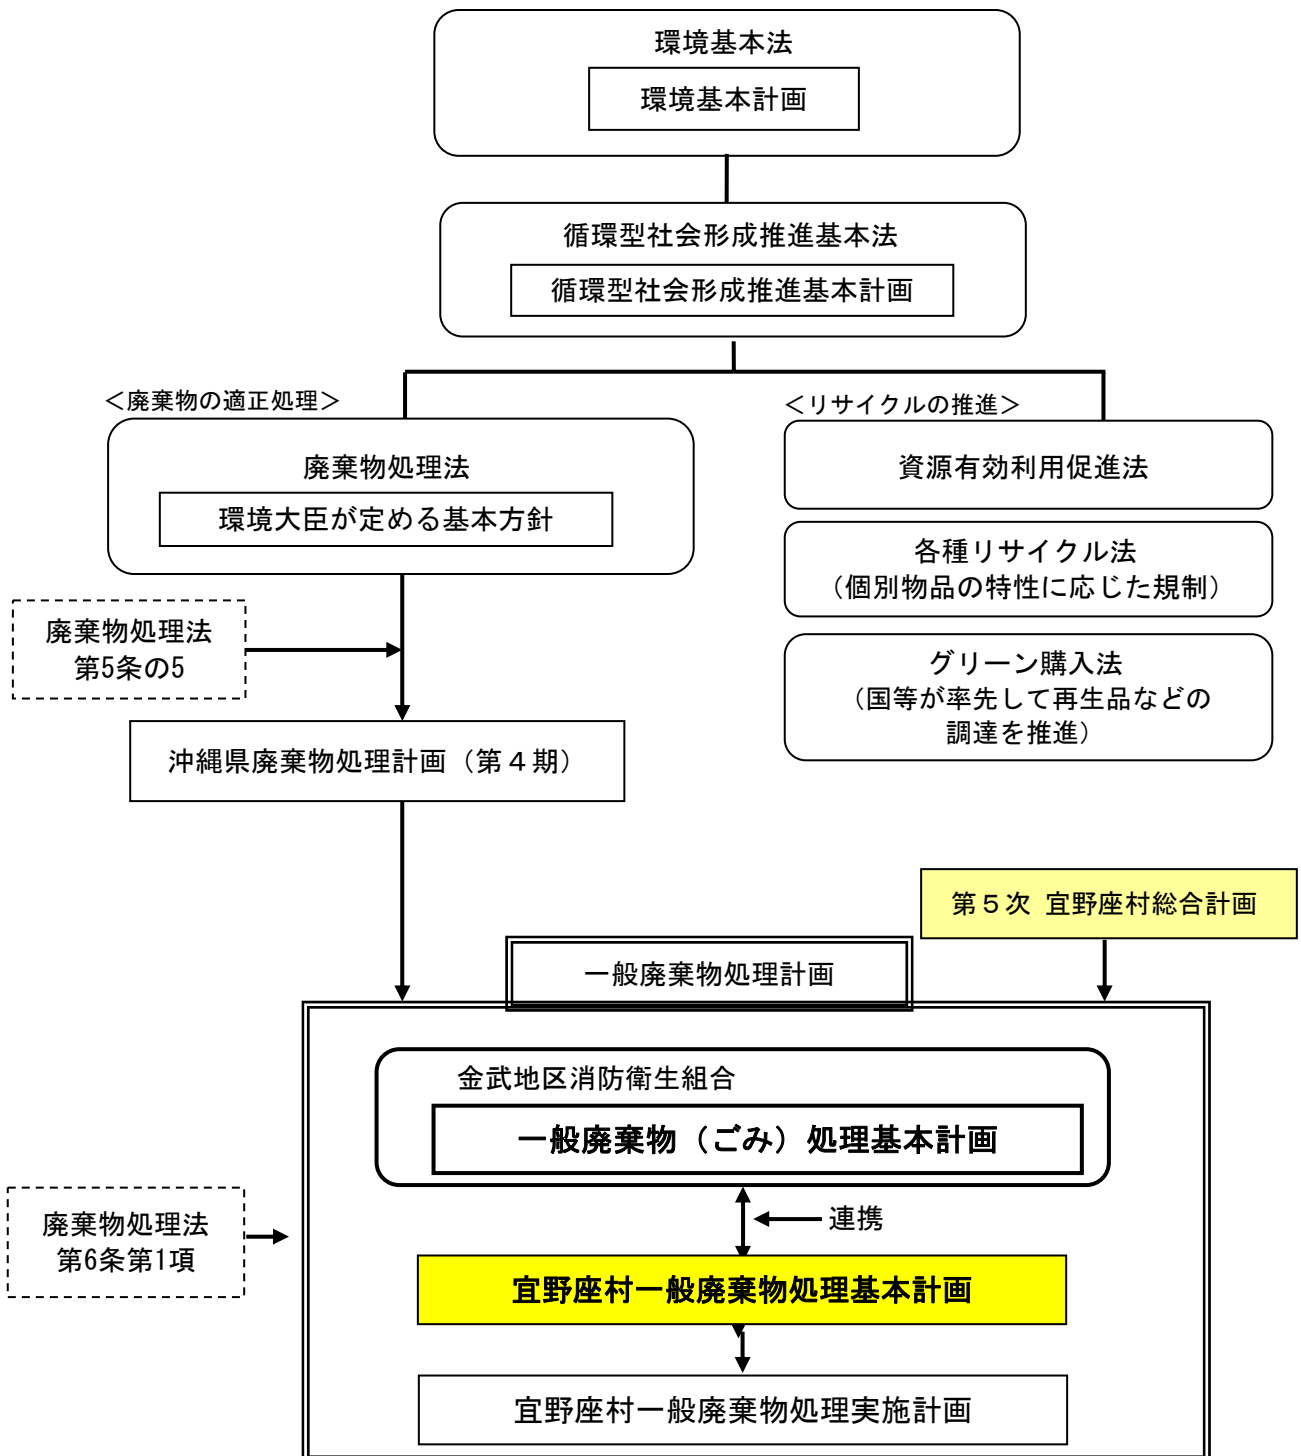 環境基本法
環境基本計画
循環型社会形成推進基本法
循環型社会形成推進基本計画
＜廃棄物の適正処理＞
＜リサイクルの推進＞
廃棄物処理法
環境大臣が定める基本方針
資源有効利用促進法
各種リサイクル法
（個別物品の特性に応じた規制）
廃棄物処理法
第5条の5
グリーン購入法
（国等が率先して再生品などの
調達を推進）
沖縄県廃棄物処理計画（第４期）
第５次 宜野座村総合計画
一般廃棄物処理計画
金武地区消防衛生組合
一般廃棄物（ごみ）処理基本計画
連携
廃棄物処理法
第6条第1項
宜野座村一般廃棄物処理基本計画
宜野座村一般廃棄物処理実施計画